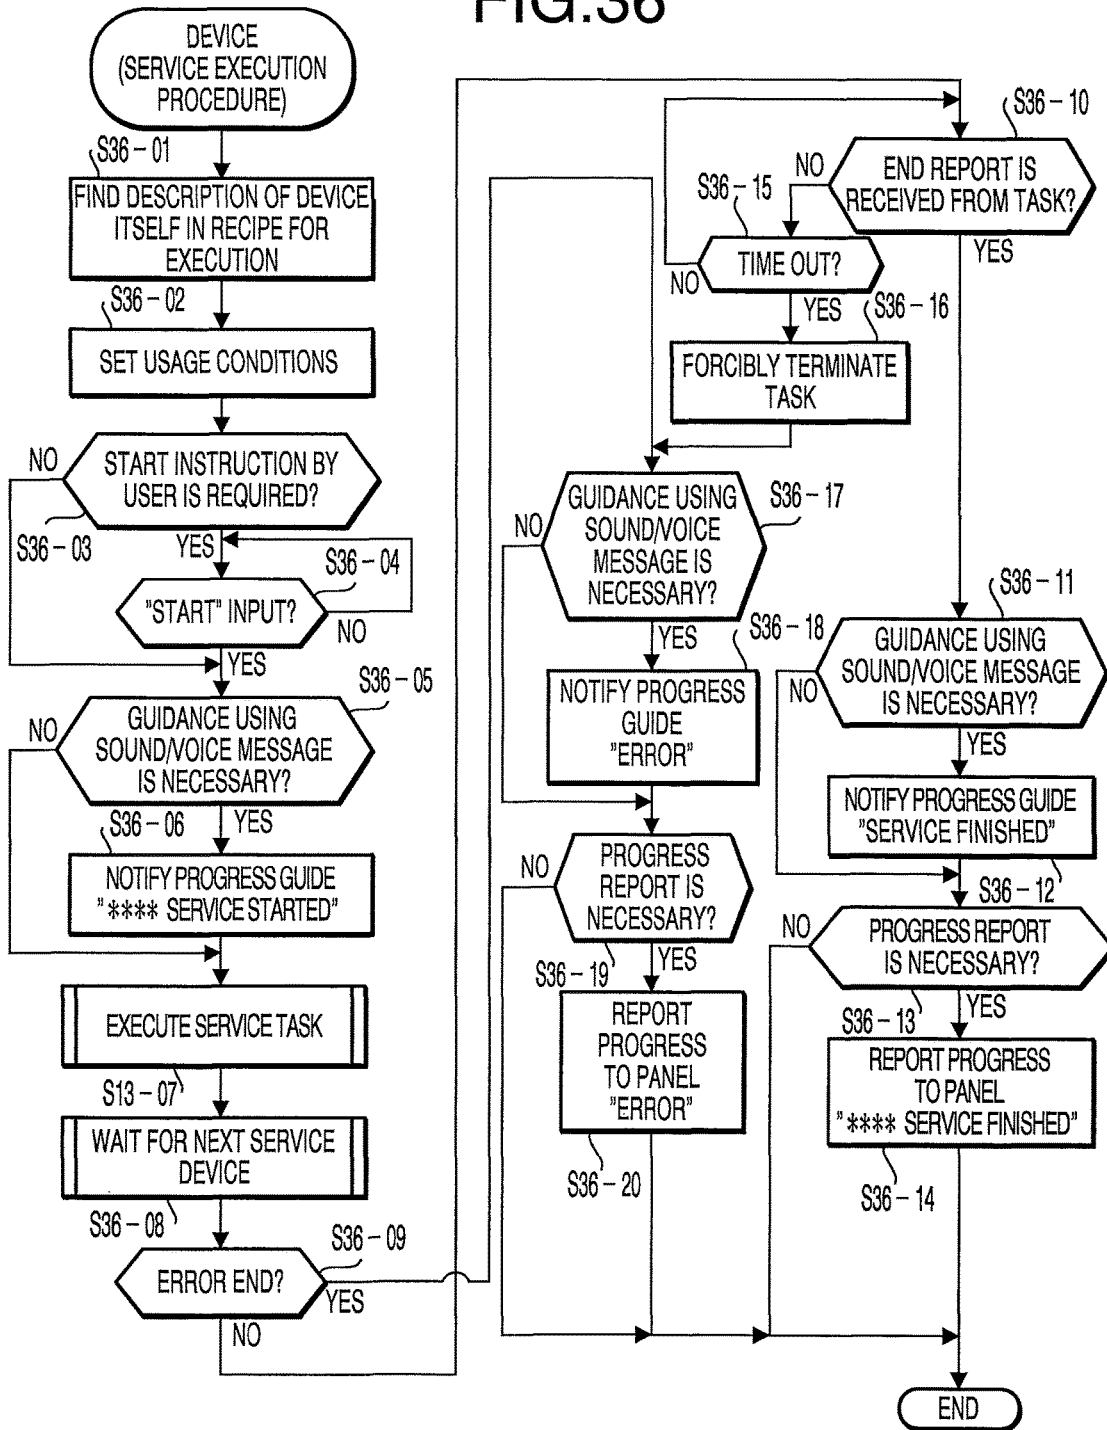 FIG.36
DEVICE
(SERVICE EXECUTION
PROCEDURE)
S36-01
FIND DESCRIPTION OF DEVICE
ITSELF IN RECIPE FOR
EXECUTION
S36-02
SET USAGE CONDITIONS
NO
START INSTRUCTION BY
USER IS REQUIRED?
S36-03
YES
S36-04
"START" INPUT?
NO
YES
S36-05
NO
GUIDANCE USING
SOUND/VOICE MESSAGE
IS NECESSARY?
S36-06
YES
NOTIFY PROGRESS GUIDE
"**** SERVICE STARTED"
EXECUTE SERVICE TASK
S13-07
WAIT FOR NEXT SERVICE
DEVICE
S36-08
S36-09
ERROR END?
YES
NO
S36-10
NO
END REPORT IS
RECEIVED FROM TASK?
YES
S36-15
TIME OUT?
NO
YES
S36-16
FORCIBLY TERMINATE
TASK
S36-17
NO
GUIDANCE USING
SOUND/VOICE
MESSAGE IS
NECESSARY?
YES
S36-18
NOTIFY PROGRESS
GUIDE
"ERROR"
NO
PROGRESS
REPORT IS
NECESSARY?
S36-19
YES
REPORT
PROGRESS
TO PANEL
"ERROR"
S36-20
S36-11
GUIDANCE USING
SOUND/VOICE MESSAGE
IS NECESSARY?
NO
YES
NOTIFY PROGRESS GUIDE
"SERVICE FINISHED"
S36-12
NO
PROGRESS REPORT
IS NECESSARY?
S36-13
YES
REPORT PROGRESS
TO PANEL
"**** SERVICE FINISHED"
S36-14
END